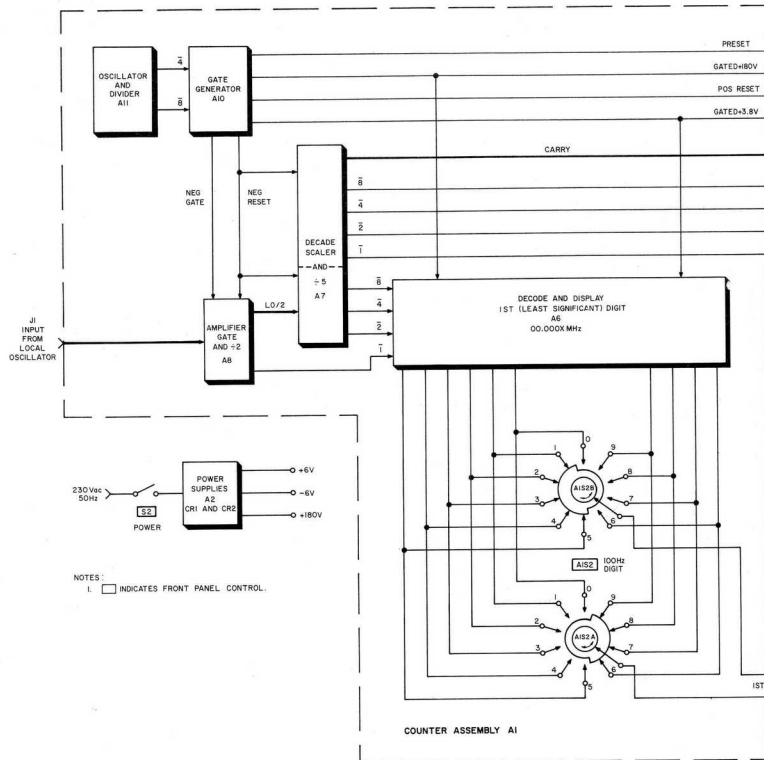 PRESET
GATED+180V
POS RESET
GATED+3.8V
OSCILLATOR
AND
DIVIDER
A11
4̅
8̅
GATE
GENERATOR
A10
CARRY
8̅
4̅
2̅
1̅
NEG
GATE
NEG
RESET
DECADE
SCALER
AND
÷5
A7
8̅
4̅
2̅
1̅
LO/2
J1
INPUT
FROM
LOCAL
OSCILLATOR
AMPLIFIER
GATE
AND ÷2
A8
DECODE AND DISPLAY
1ST (LEAST SIGNIFICANT) DIGIT
A6
00.000X MHz
230 Vac
50Hz
S2
POWER
POWER
SUPPLIES
A2
CR1 AND CR2
+6V
-6V
+180V
NOTES:
1. INDICATES FRONT PANEL CONTROL.
0
1
2
3
4
5
6
7
8
9
A1S2B
A1S2
100Hz
DIGIT
0
1
2
3
4
5
6
7
8
9
A1S2A
1ST
COUNTER ASSEMBLY A1